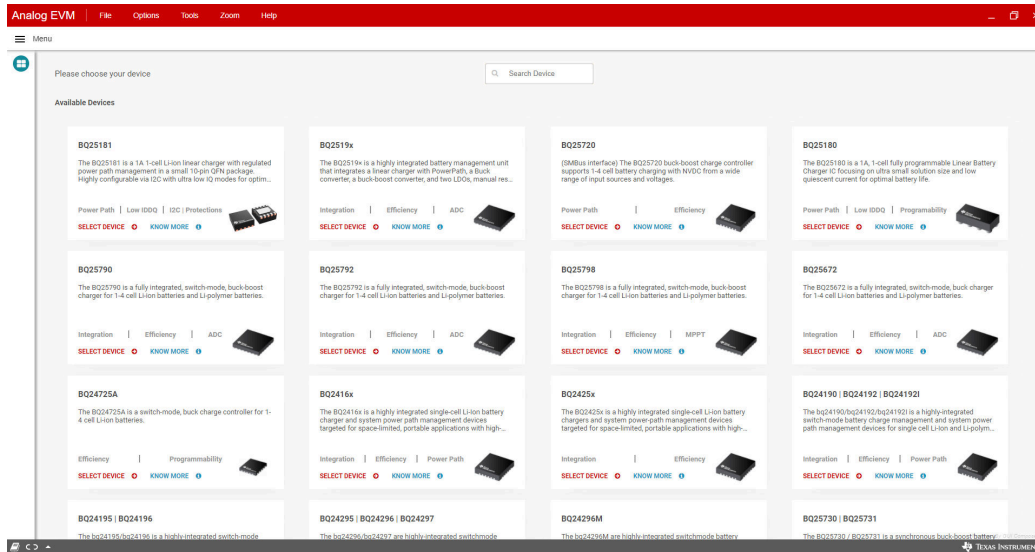 Analog EVM File Options Tools Zoom Help
Menu
Please choose your device
Search Device
Available Devices
BQ25181
The BQ25181 is a 1A 1-cell Li-ion linear charger with regulated
power path management in a small 10-pin QFN package.
Highly configurable via I2C with ultra low IQ modes for optim...
Power Path | Low IDDQ | I2C | Protections
SELECT DEVICE KNOW MORE
BQ2519x
The BQ2519x is a highly integrated battery management unit
that integrates a linear charger with PowerPath, a Buck
converter, a buck-boost converter, and two LDOs, manual res...
Integration | Efficiency | ADC
SELECT DEVICE KNOW MORE
BQ25720
(SMBus interface) The BQ25720 buck-boost charge controller
supports 1-4 cell battery charging with NVDC from a wide
range of input sources and voltages.
Power Path | Efficiency
SELECT DEVICE KNOW MORE
BQ25180
The BQ25180 is a 1A, 1-cell fully programmable Linear Battery
Charger IC focusing on ultra small solution size and low
quiescent current for optimal battery life.
Power Path | Low IDDQ | Programability
SELECT DEVICE KNOW MORE
BQ25790
The BQ25790 is a fully integrated, switch-mode, buck-boost
charger for 1-4 cell Li-ion batteries and Li-polymer batteries.
Integration | Efficiency | ADC
SELECT DEVICE KNOW MORE
BQ25792
The BQ25792 is a fully integrated, switch-mode, buck-boost
charger for 1-4 cell Li-ion batteries and Li-polymer batteries.
Integration | Efficiency | ADC
SELECT DEVICE KNOW MORE
BQ25798
The BQ25798 is a fully integrated, switch-mode, buck-boost
charger for 1-4 cell Li-ion batteries and Li-polymer batteries.
Integration | Efficiency | MPPT
SELECT DEVICE KNOW MORE
BQ25672
The BQ25672 is a fully integrated, switch-mode, buck charger
for 1-4 cell Li-ion batteries and Li-polymer batteries.
Integration | Efficiency | ADC
SELECT DEVICE KNOW MORE
BQ24725A
The BQ24725A is a switch-mode, buck charge controller for 1-
4 cell Li-ion batteries.
Efficiency | Programmability
SELECT DEVICE KNOW MORE
BQ2416x
The BQ2416x is a highly integrated single-cell Li-Ion battery
charger and system power path management devices
targeted for space-limited, portable applications with high-...
Integration | Efficiency | Power Path
SELECT DEVICE KNOW MORE
BQ2425x
The BQ2425x is a highly integrated single-cell Li-Ion battery
chargers and system power-path management devices
targeted for space-limited, portable applications with high-...
Integration | Efficiency
SELECT DEVICE KNOW MORE
BQ24190 | BQ24192 | BQ24192I
The bq24190/bq24192/bq24192I is a highly-integrated
switch-mode battery charge management and system power
path management devices for single cell Li-Ion and Li-polym...
Integration | Efficiency | Power Path
SELECT DEVICE KNOW MORE
BQ24195 | BQ24196
The bq24195/bq24196 is a highly-integrated switch-mode
BQ24295 | BQ24296 | BQ24297
The bq24296/bq24297 are highly-integrated switchmode
BQ24296M
The bq24296M are highly-integrated switchmode battery
BQ25730 | BQ25731
The BQ25730 / BQ25731 is a synchronous buck-boost battery
TEXAS INSTRUMEN